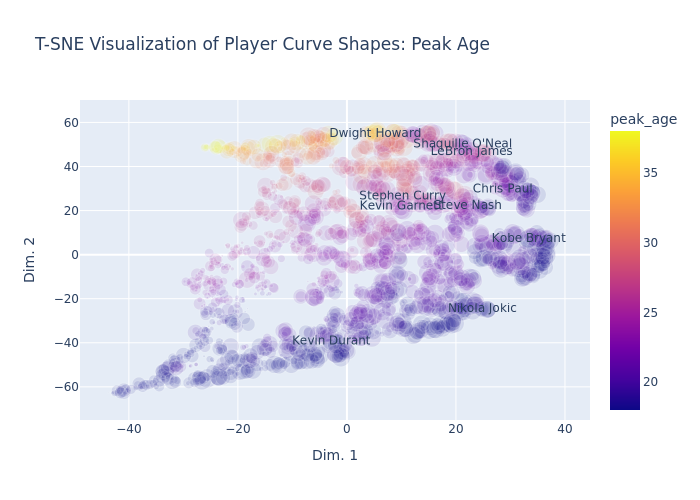 T-SNE Visualization of Player Curve Shapes: Peak Age
peak_age
60
40
20
0
−20
−40
−60
Dim. 2
Dwight Howard
Shaquille O'Neal
LeBron James
Chris Paul
Stephen Curry
Kevin Garnett
Steve Nash
Kobe Bryant
Nikola Jokic
Kevin Durant
35
30
25
20
−40
−20
0
20
40
Dim. 1